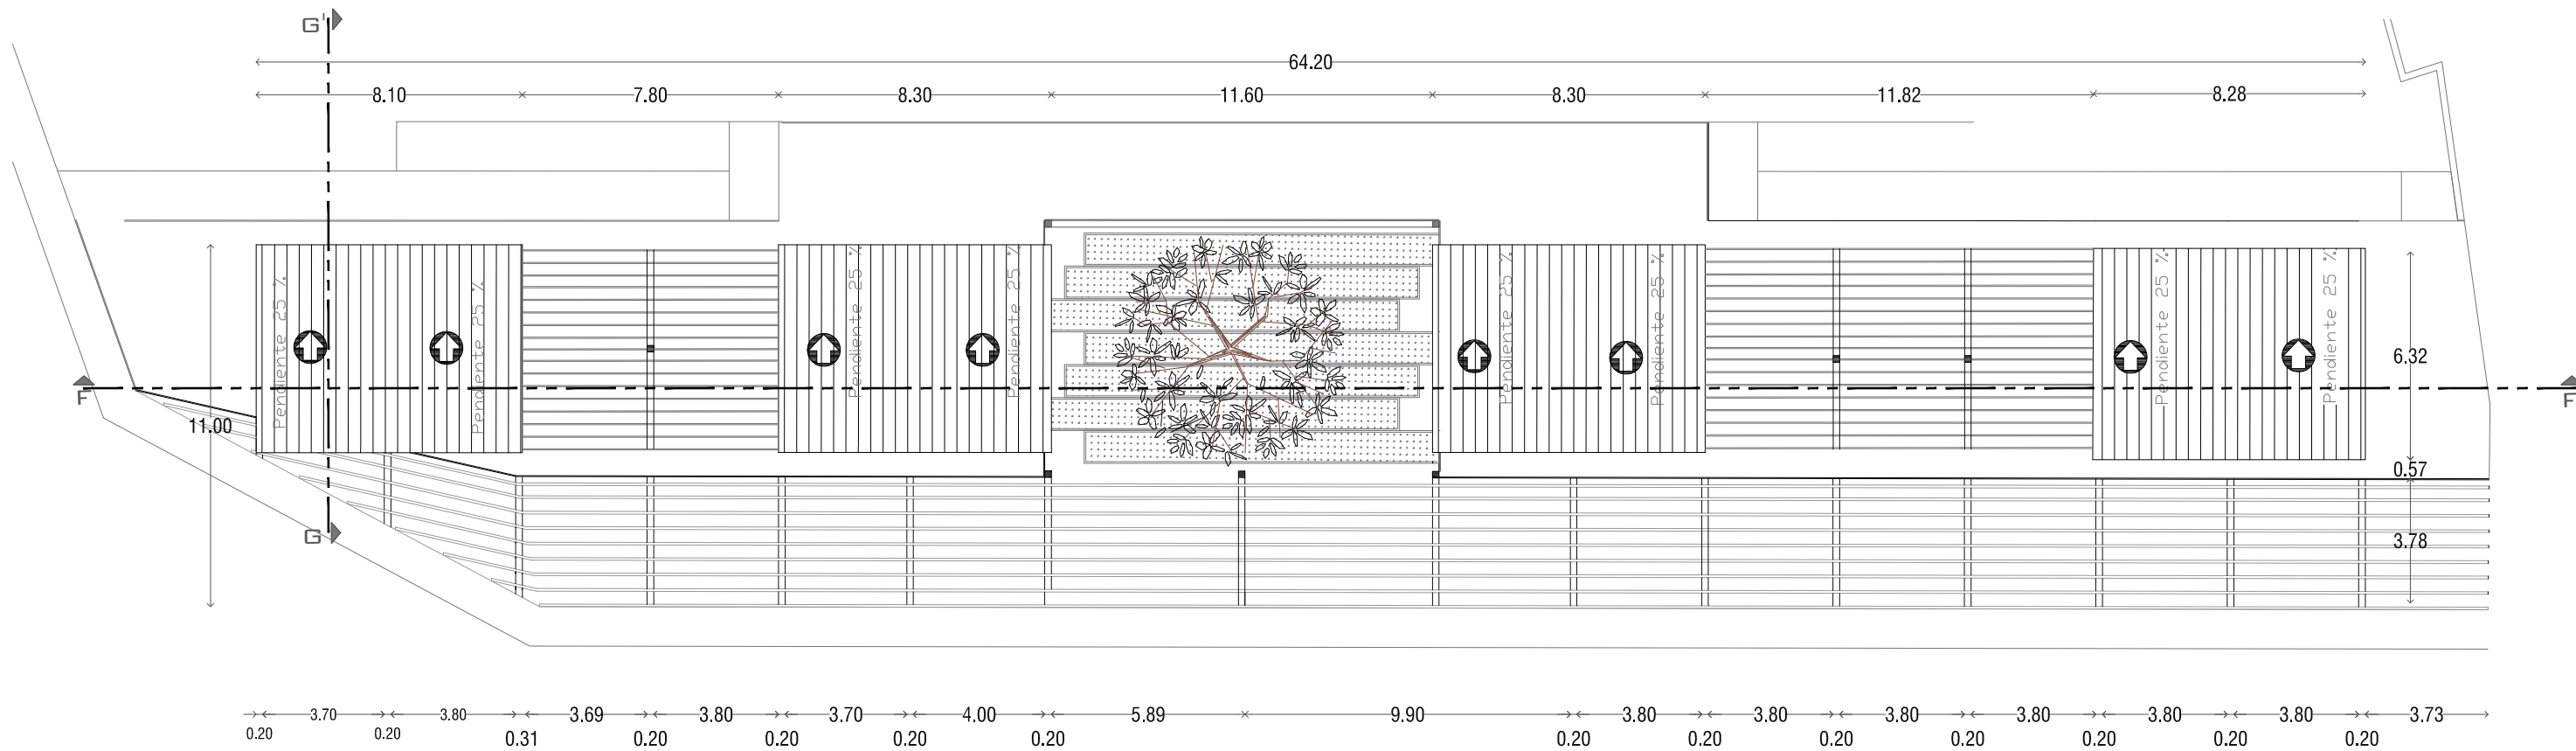 G'
64.20
8.10 7.80 8.30 11.60 8.30 11.82 8.28
Pendiente 25 %
Pendiente 25 %
Pendiente 25 %
Pendiente 25 %
Pendiente 25 %
Pendiente 25 %
Pendiente 25 %
Pendiente 25 %
6.32
F F
11.00
0.57
G
3.78
3.70 3.80 3.69 3.80 3.70 4.00 5.89 9.90 3.80 3.80 3.80 3.80 3.80 3.80 3.73
0.20 0.20 0.31 0.20 0.20 0.20 0.20 0.20 0.20 0.20 0.20 0.20 0.20 0.20